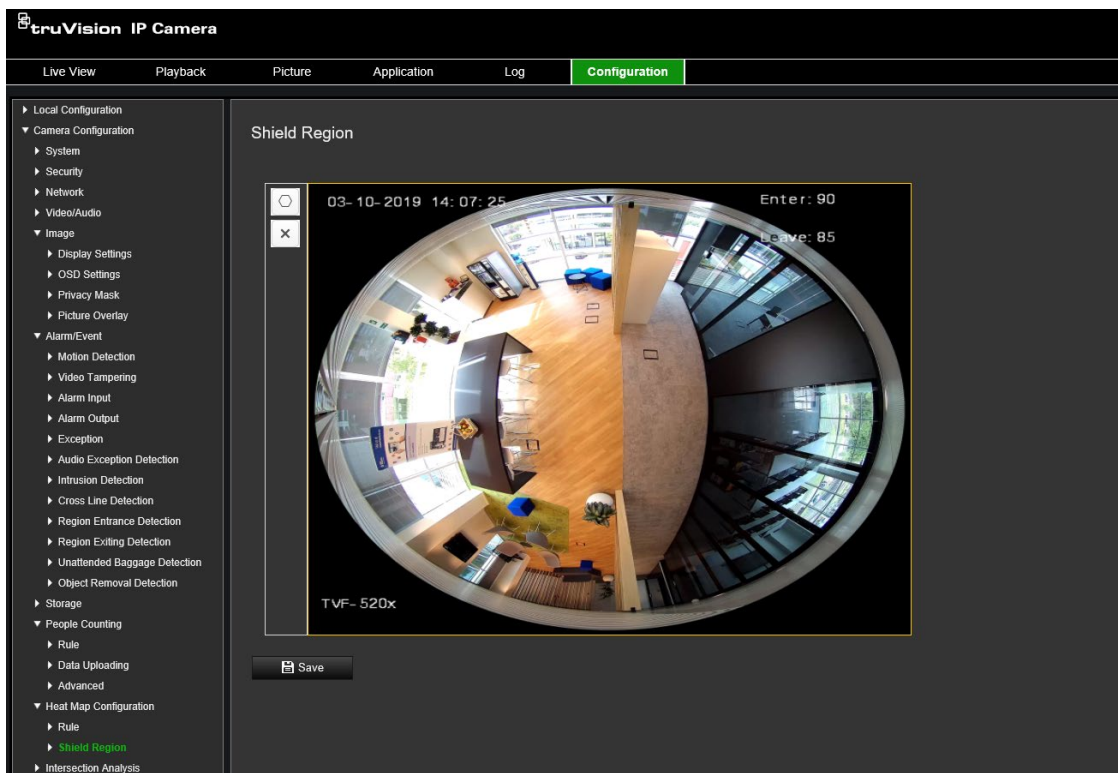 truVision IP Camera
Live View Playback Picture Application Log Configuration
Local Configuration
Camera Configuration
System
Security
Network
Video/Audio
Image
Display Settings
OSD Settings
Privacy Mask
Picture Overlay
Alarm/Event
Motion Detection
Video Tampering
Alarm Input
Alarm Output
Exception
Audio Exception Detection
Intrusion Detection
Cross Line Detection
Region Entrance Detection
Region Exiting Detection
Unattended Baggage Detection
Object Removal Detection
Storage
People Counting
Rule
Data Uploading
Advanced
Heat Map Configuration
Rule
Shield Region
Intersection Analysis
Shield Region
03-10-2019 14:07:25
Enter: 90
Leave: 85
TVF-520x
Save